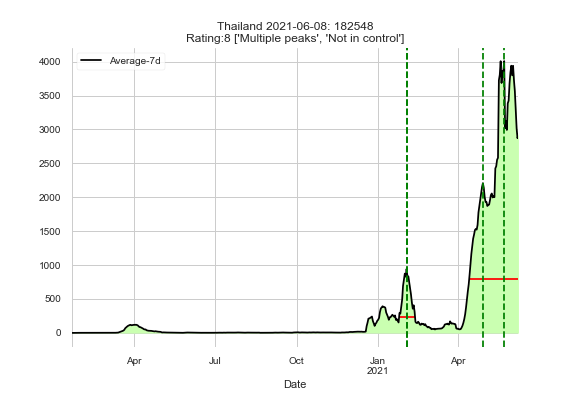 Thailand 2021-06-08: 182548
Rating:8 ['Multiple peaks', 'Not in control']
Average-7d
4000
3500
3000
2500
2000
1500
1000
500
0
Apr Jul Oct Jan Apr
2021
Date